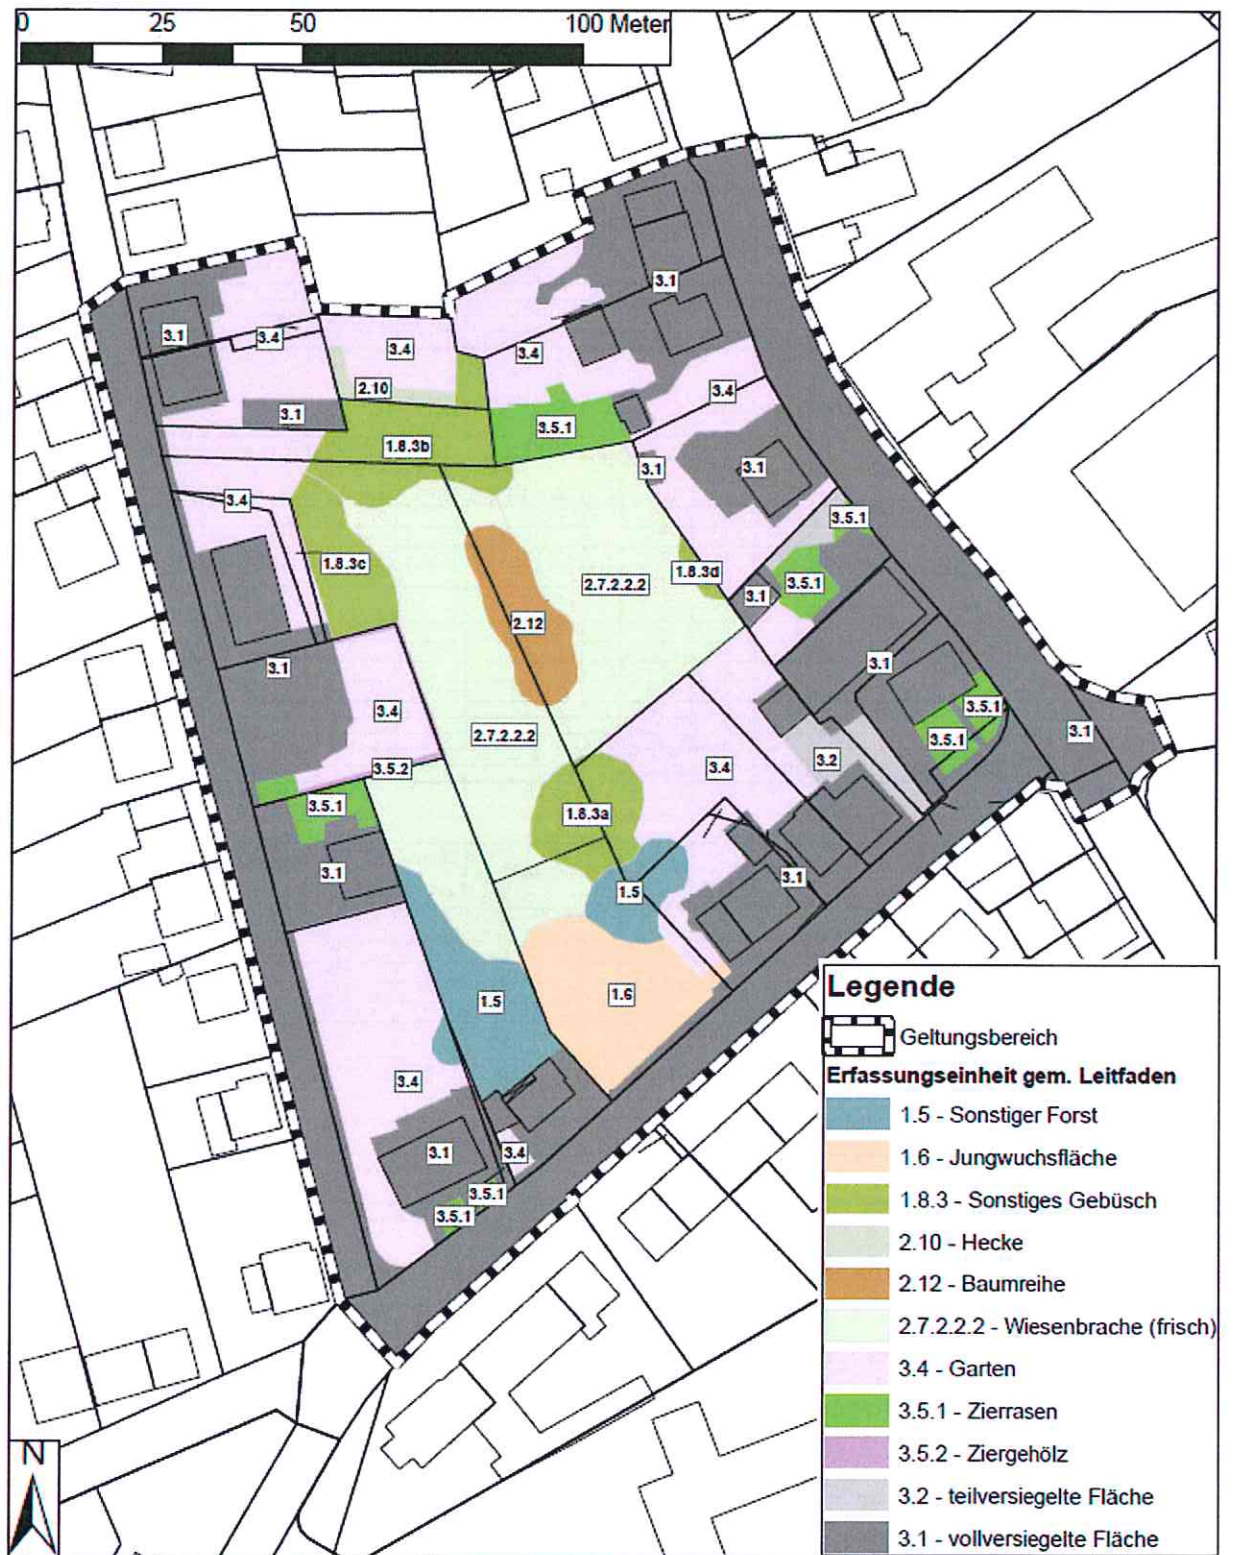 0 25 50 100 Meter
3.1
3.1
3.4
3.4
3.4
2.10
3.4
3.1
3.5.1
1.8.3b
3.1
3.1
3.4
3.5.1
1.8.3c
1.8.3d
2.7.2.2.2
3.5.1
3.1
2.12
3.1
3.1
3.4
3.5.1
2.7.2.2.2
3.1
3.5.1
3.2
3.5.2
3.4
3.5.1
1.8.3a
3.1
3.1
1.5
1.5
1.6
3.4
3.1
3.4
3.5.1
3.5.1
N
Legende
Geltungsbereich
Erfassungseinheit gem. Leitfaden
1.5 - Sonstiger Forst
1.6 - Jungwuchsfläche
1.8.3 - Sonstiges Gebüsch
2.10 - Hecke
2.12 - Baumreihe
2.7.2.2.2 - Wiesenbrache (frisch)
3.4 - Garten
3.5.1 - Zierrasen
3.5.2 - Ziergehölz
3.2 - teilversiegelte Fläche
3.1 - vollversiegelte Fläche